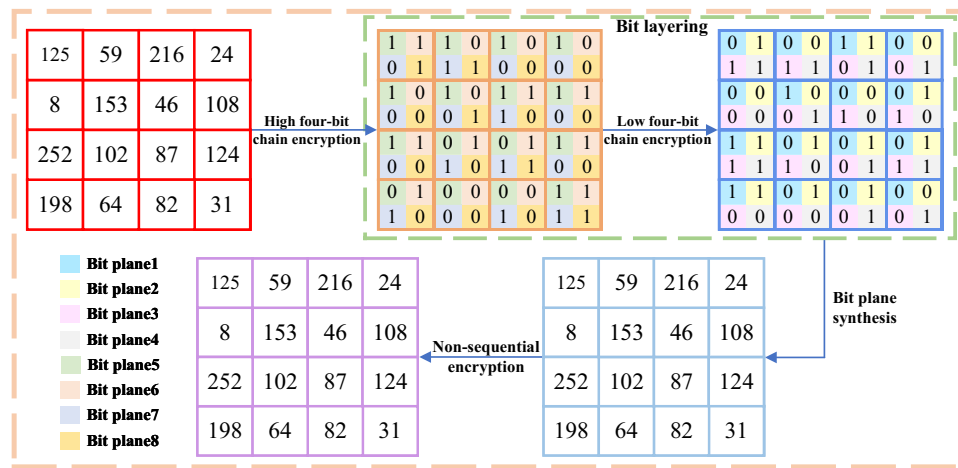 Bit layering
125 59 216 24
8 153 46 108
252 102 87 124
198 64 82 31
High four-bit
chain encryption
1 1 1 0 1 0 1 0
0 1 1 1 0 0 0 0
1 0 1 0 1 1 1 1
0 0 0 1 1 0 0 0
1 1 0 1 0 1 1 1
0 0 1 0 1 1 0 0
0 1 0 0 0 0 1 1
1 0 0 0 1 0 1 1
Low four-bit
chain encryption
0 1 0 0 1 1 0 0
1 1 1 1 0 1 0 1
0 0 1 0 0 0 0 1
0 0 0 1 1 0 1 0
1 1 0 1 0 1 0 1
1 1 1 0 0 1 1 1
1 1 0 1 0 1 0 0
0 0 0 0 0 1 0 1
Bit plane
synthesis
Bit plane1
Bit plane2
Bit plane3
Bit plane4
Bit plane5
Bit plane6
Bit plane7
Bit plane8
125 59 216 24
8 153 46 108
252 102 87 124
198 64 82 31
Non-sequential
encryption
125 59 216 24
8 153 46 108
252 102 87 124
198 64 82 31